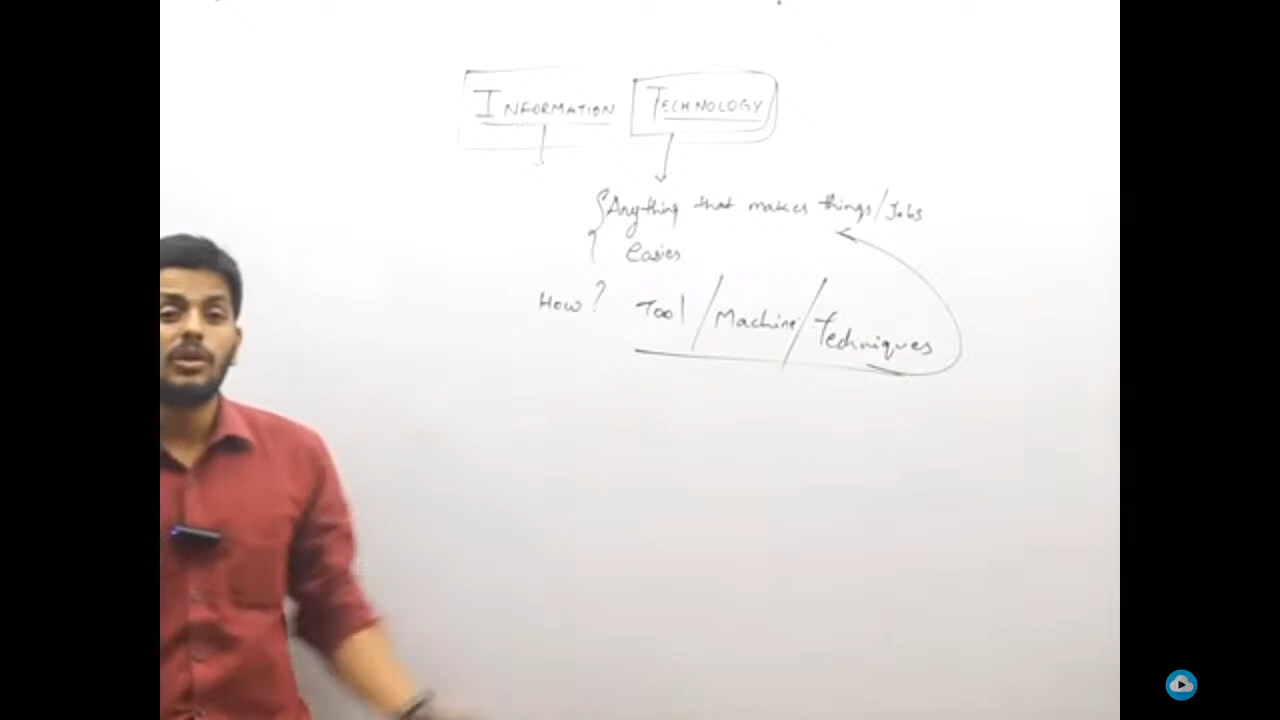 INFORMATION TECHNOLOGY
Anything that makes things/Jobs
Easier
How? Tool / Machine / Techniques